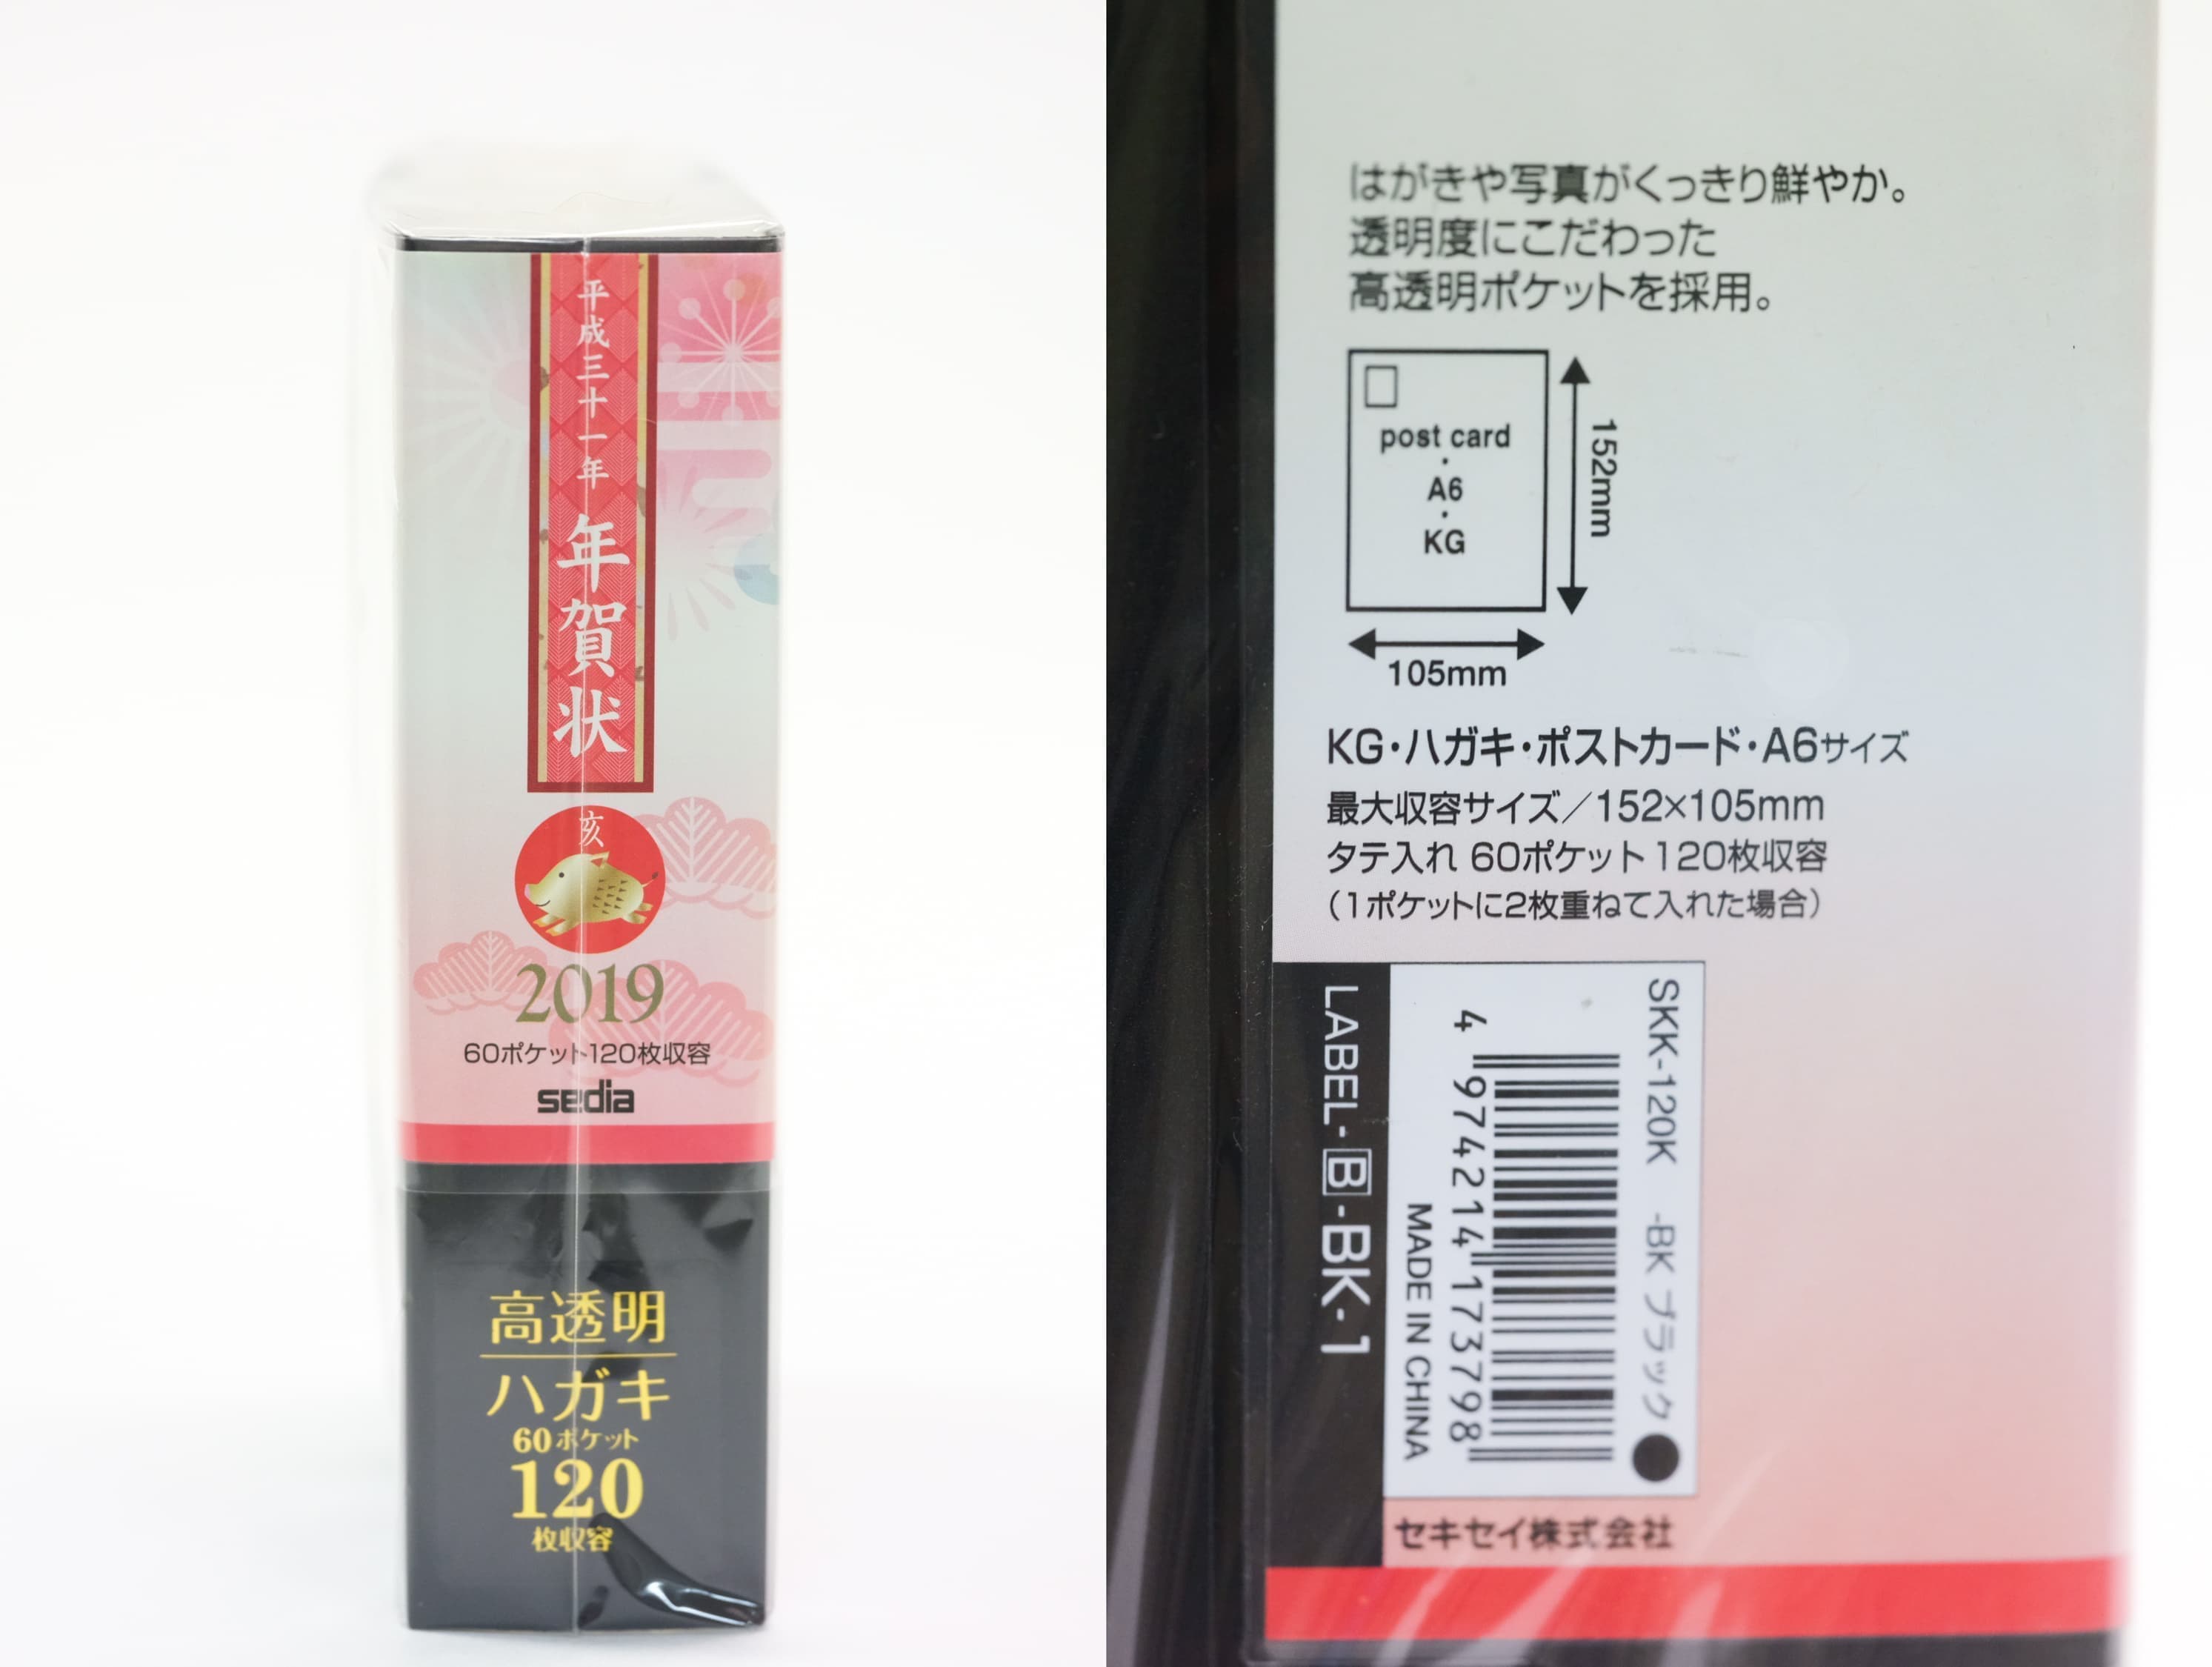 平成三十一年
年賀状
亥
2019
60ポケット120枚収容
sedia
高透明
ハガキ
60ポケット
120
枚収容
はがきや写真がくっきり鮮やか。
透明度にこだわった
高透明ポケットを採用。
post card
・
A6
・
KG
152mm
105mm
KG・ハガキ・ポストカード・A6サイズ
最大収容サイズ／152×105mm
タテ入れ 60ポケット120枚収容
（1ポケットに2枚重ねて入れた場合）
SKK-120K -BK ブラック
4 974214 173798
MADE IN CHINA
LABEL-B-BK-1
セキセイ株式会社